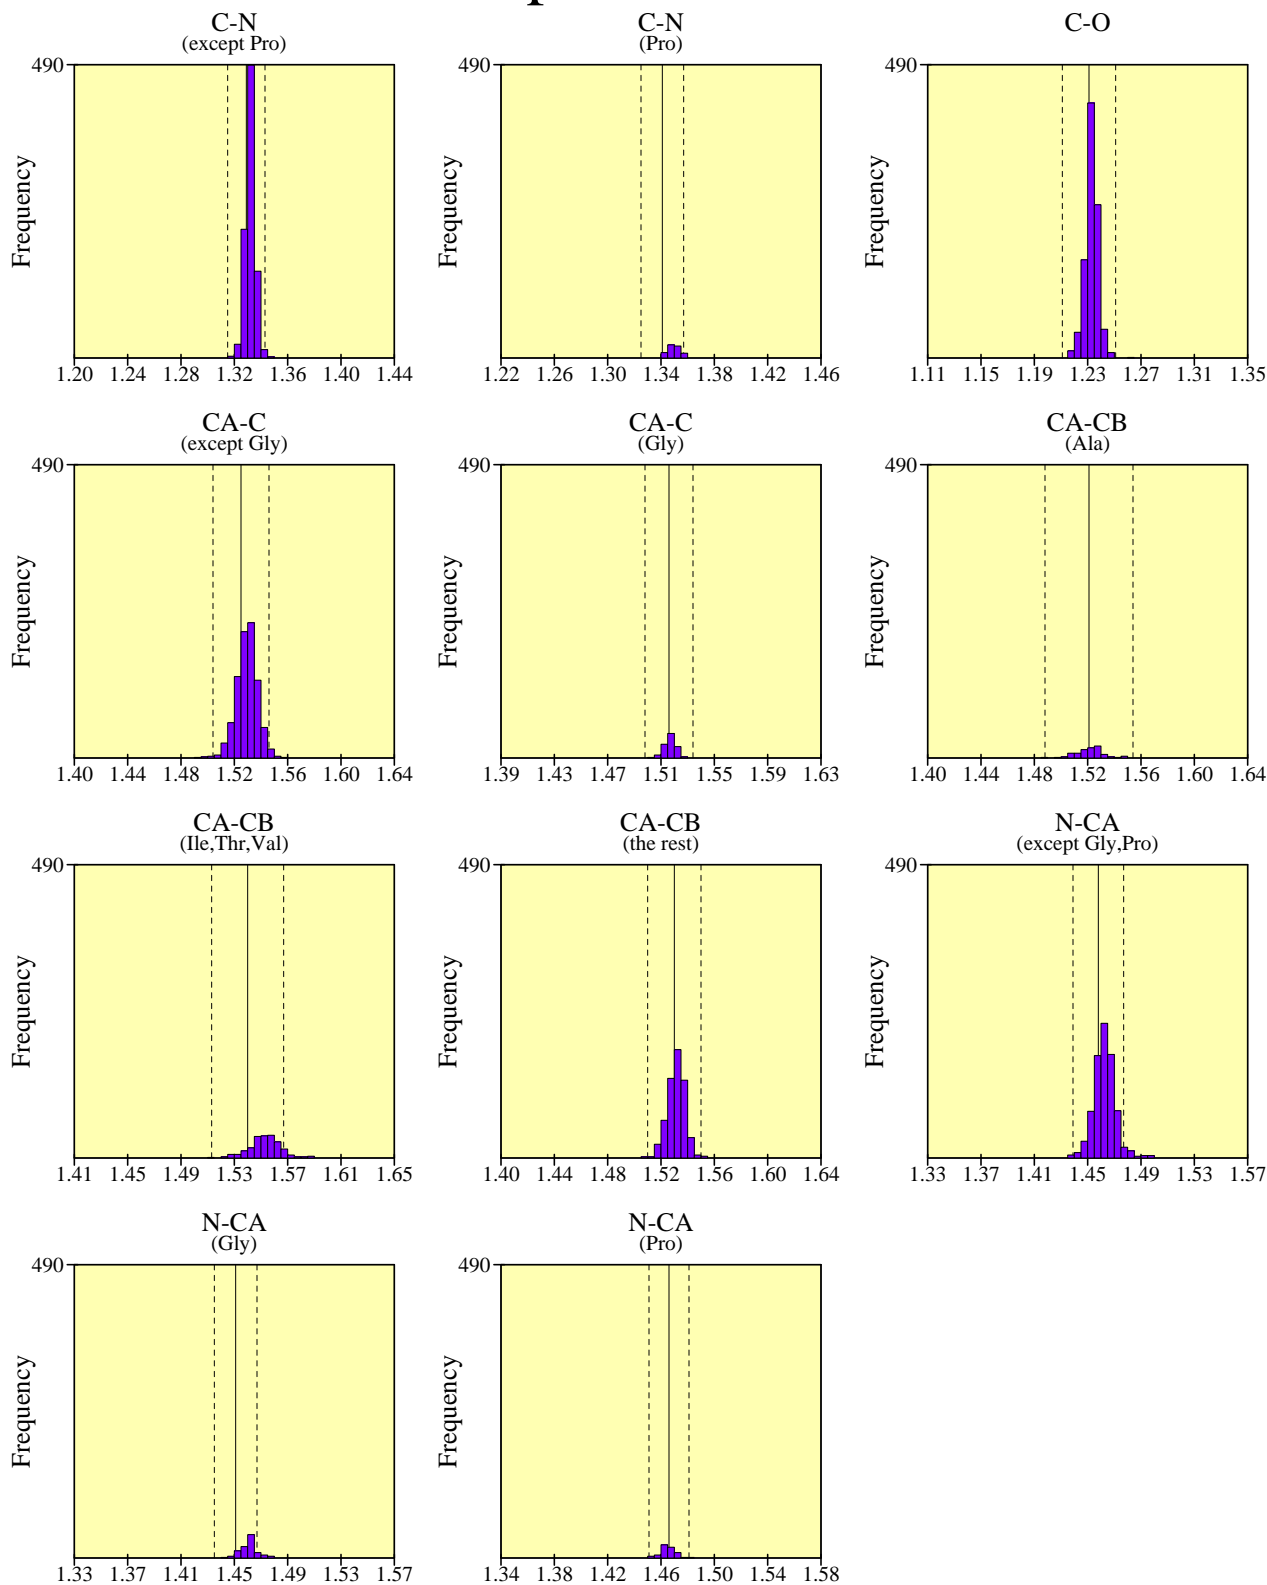 C-N
(except Pro)
490
Frequency
1.20 1.24 1.28 1.32 1.36 1.40 1.44
C-N
(Pro)
490
Frequency
1.22 1.26 1.30 1.34 1.38 1.42 1.46
C-O
490
Frequency
1.11 1.15 1.19 1.23 1.27 1.31 1.35
CA-C
(except Gly)
490
Frequency
1.40 1.44 1.48 1.52 1.56 1.60 1.64
CA-C
(Gly)
490
Frequency
1.39 1.43 1.47 1.51 1.55 1.59 1.63
CA-CB
(Ala)
490
Frequency
1.40 1.44 1.48 1.52 1.56 1.60 1.64
CA-CB
(Ile,Thr,Val)
490
Frequency
1.41 1.45 1.49 1.53 1.57 1.61 1.65
CA-CB
(the rest)
490
Frequency
1.40 1.44 1.48 1.52 1.56 1.60 1.64
N-CA
(except Gly,Pro)
490
Frequency
1.33 1.37 1.41 1.45 1.49 1.53 1.57
N-CA
(Gly)
490
Frequency
1.33 1.37 1.41 1.45 1.49 1.53 1.57
N-CA
(Pro)
490
Frequency
1.34 1.38 1.42 1.46 1.50 1.54 1.58